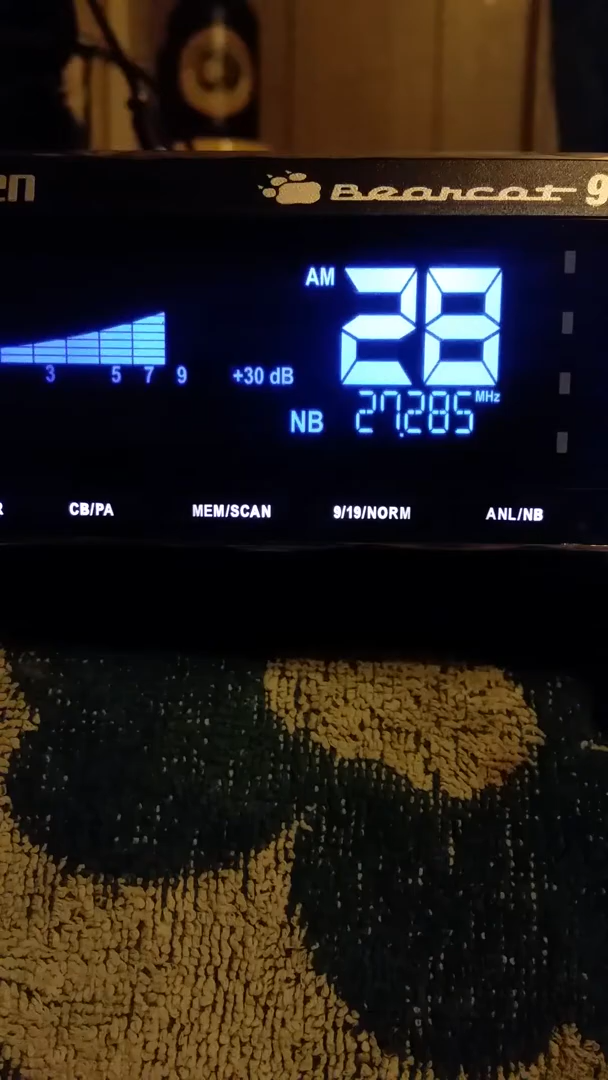 en Bearcat 9
AM 28
3 5 7 9 +30 dB
NB 27.285 MHz
R CB/PA MEM/SCAN 9/19/NORM ANL/NB